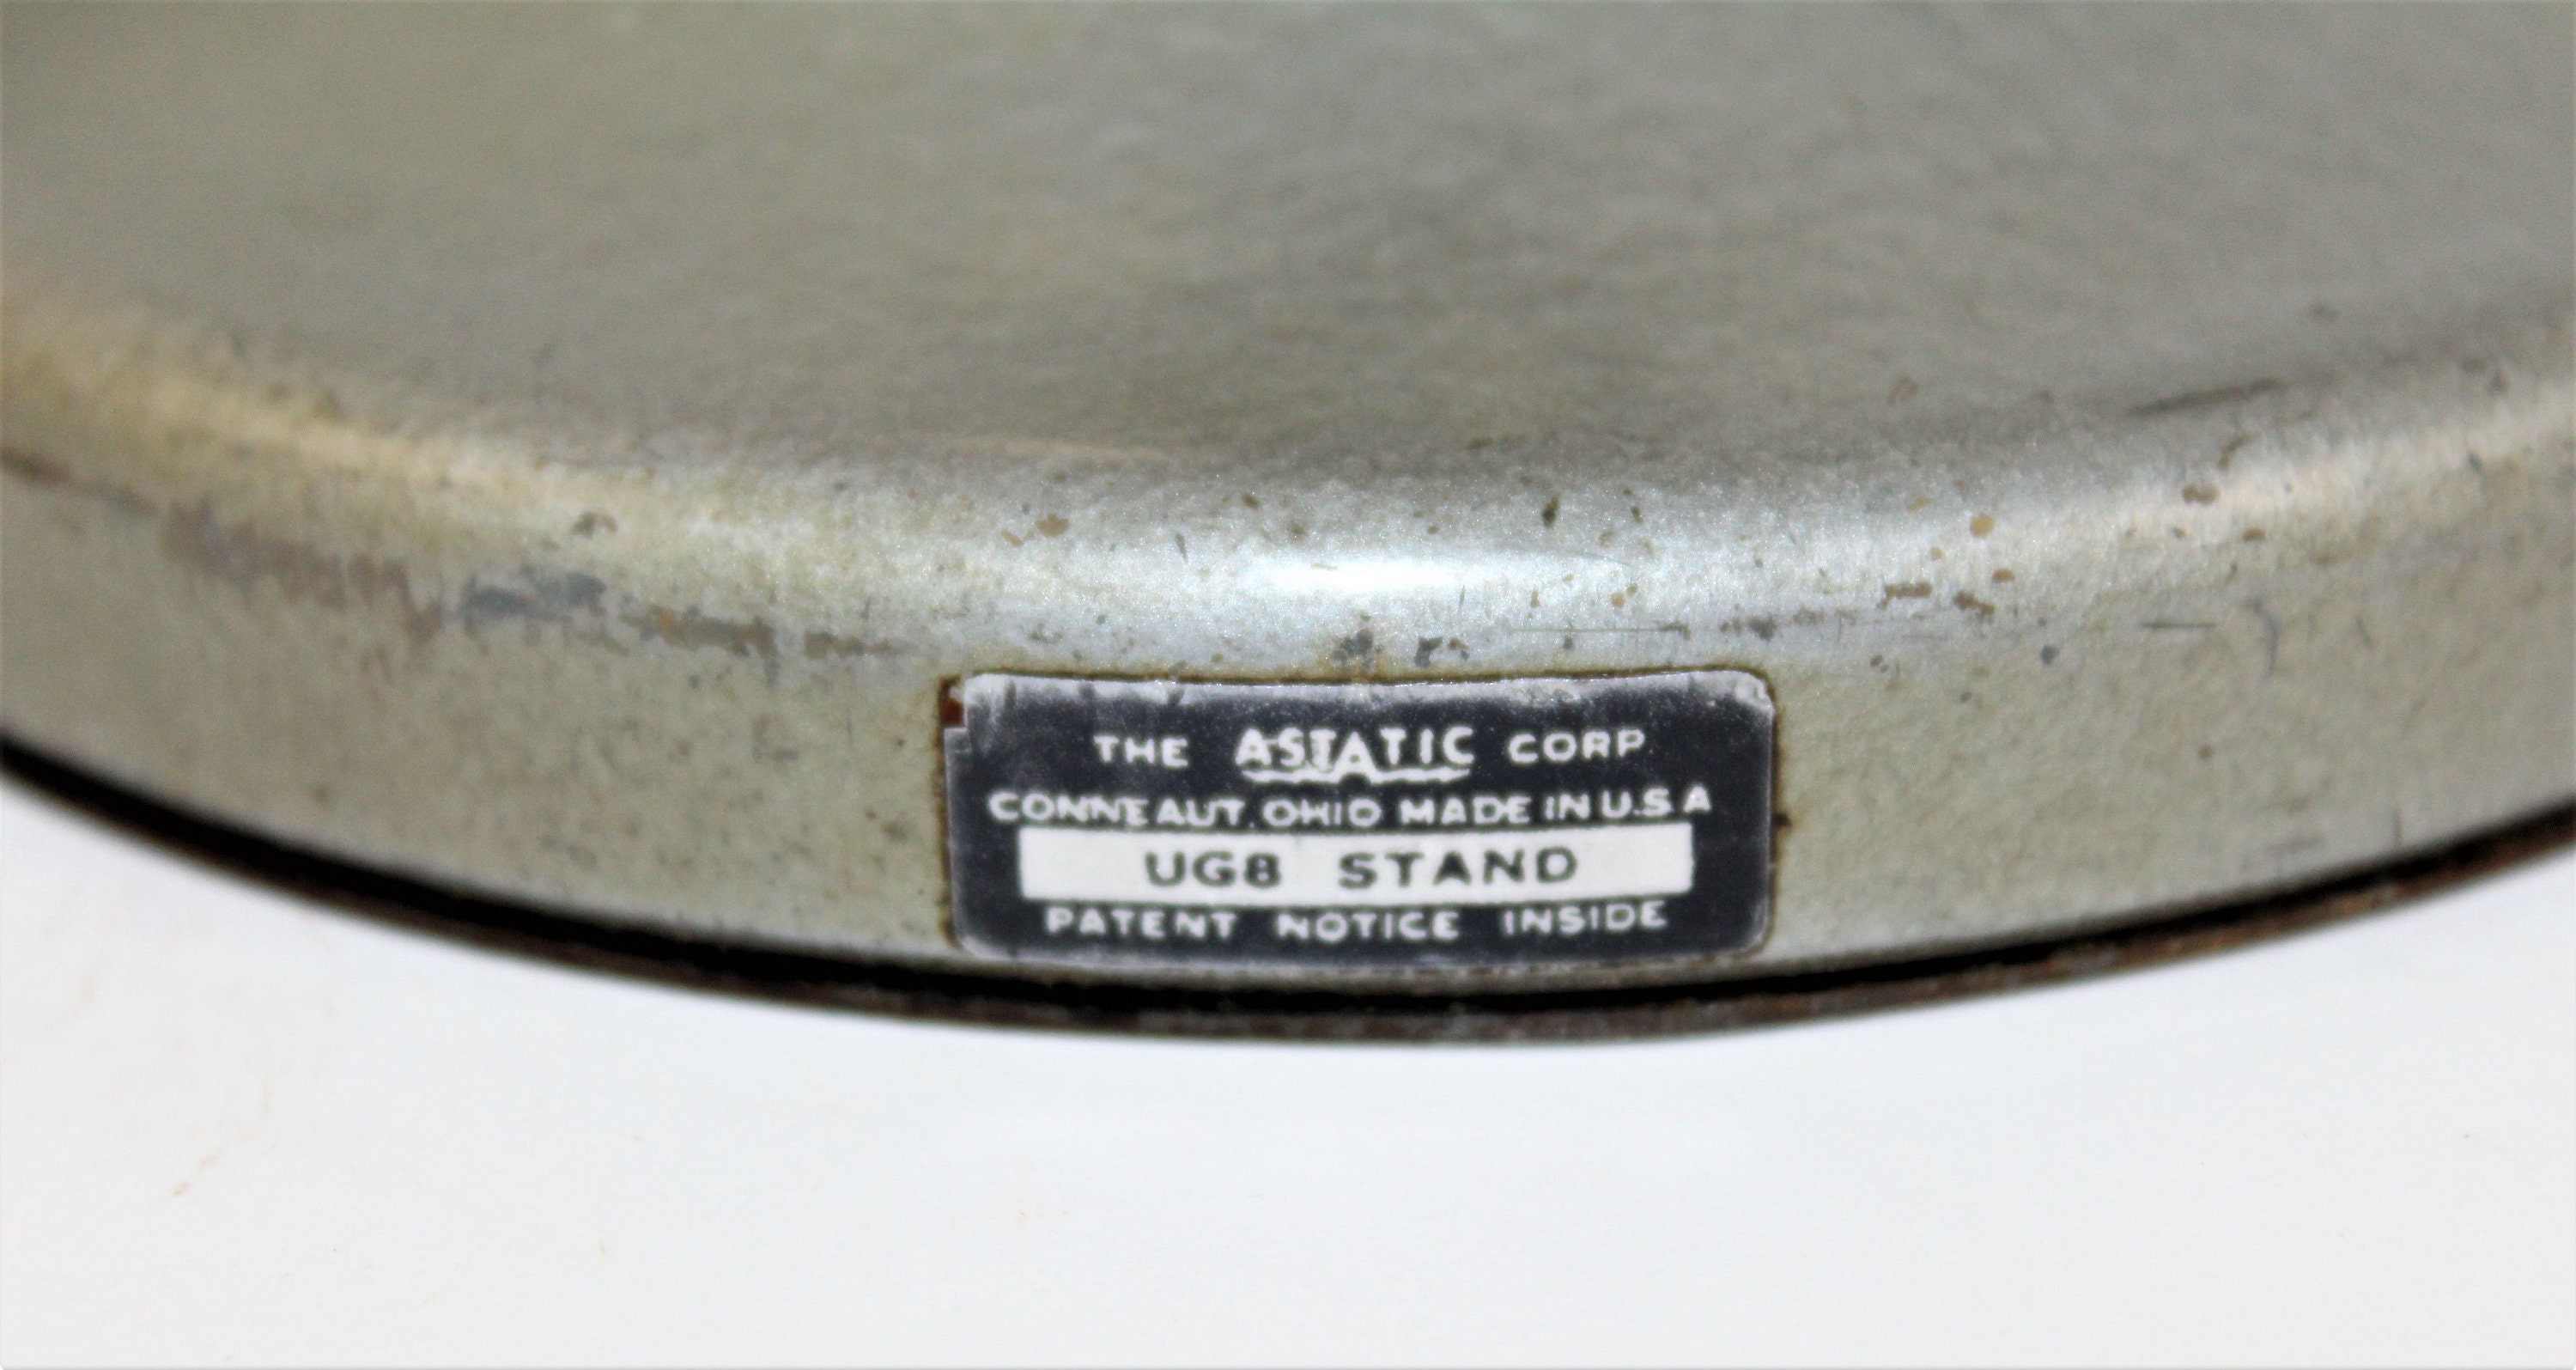 THE ASTATIC CORP
CONNEAUT, OHIO MADE IN U.S.A
UG8 STAND
PATENT NOTICE INSIDE